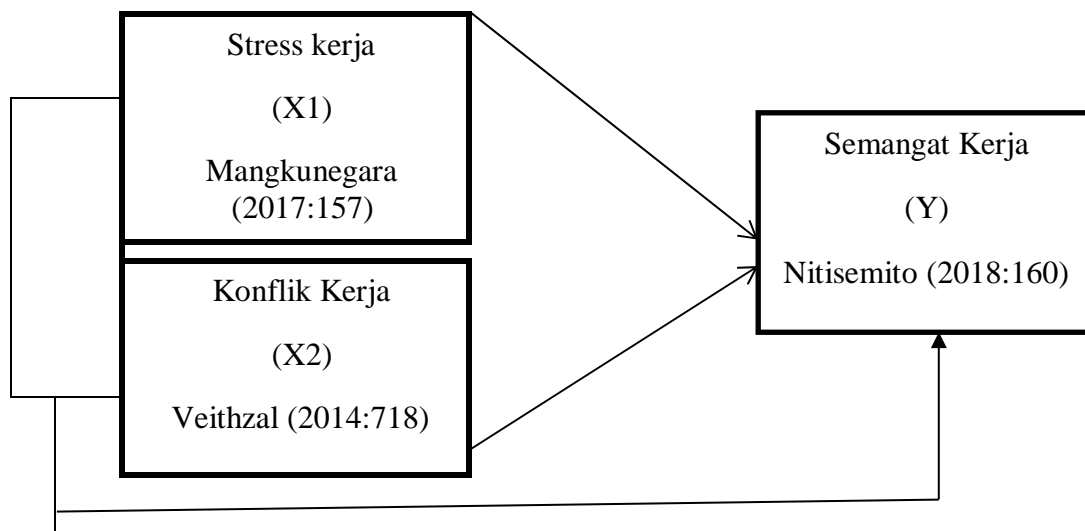 Stress kerja
(X1)
Mangkunegara
(2017:157)
Konflik Kerja
(X2)
Veithzal (2014:718)
Semangat Kerja
(Y)
Nitisemito (2018:160)